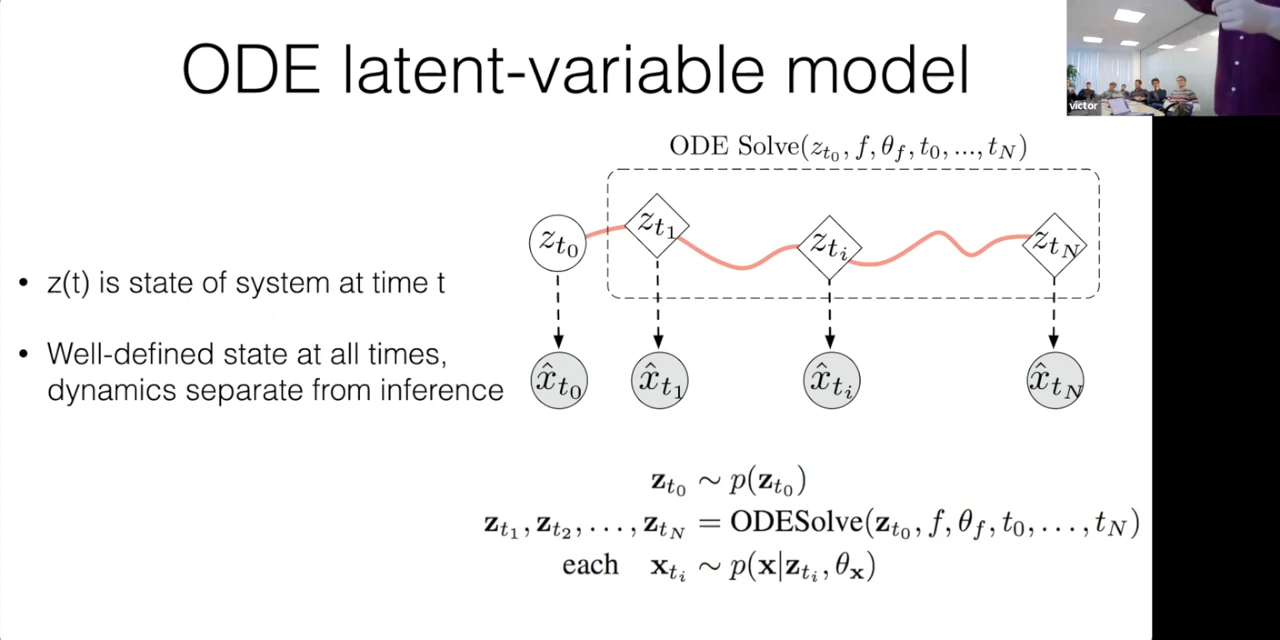 ODE latent-variable model
victor
ODE Solve(z_{t_0}, f, θ_f, t_0, ..., t_N)
z_{t_0} z_{t_1} z_{t_i} z_{t_N}
• z(t) is state of system at time t
• Well-defined state at all times,
dynamics separate from inference
x̂_{t_0} x̂_{t_1} x̂_{t_i} x̂_{t_N}
𝐳_{t_0} ∼ p(𝐳_{t_0})
𝐳_{t_1}, 𝐳_{t_2}, . . . , 𝐳_{t_N} = ODESolve(𝐳_{t_0}, f, θ_f, t_0, . . . , t_N)
each 𝐱_{t_i} ∼ p(𝐱|𝐳_{t_i}, θ_𝐱)